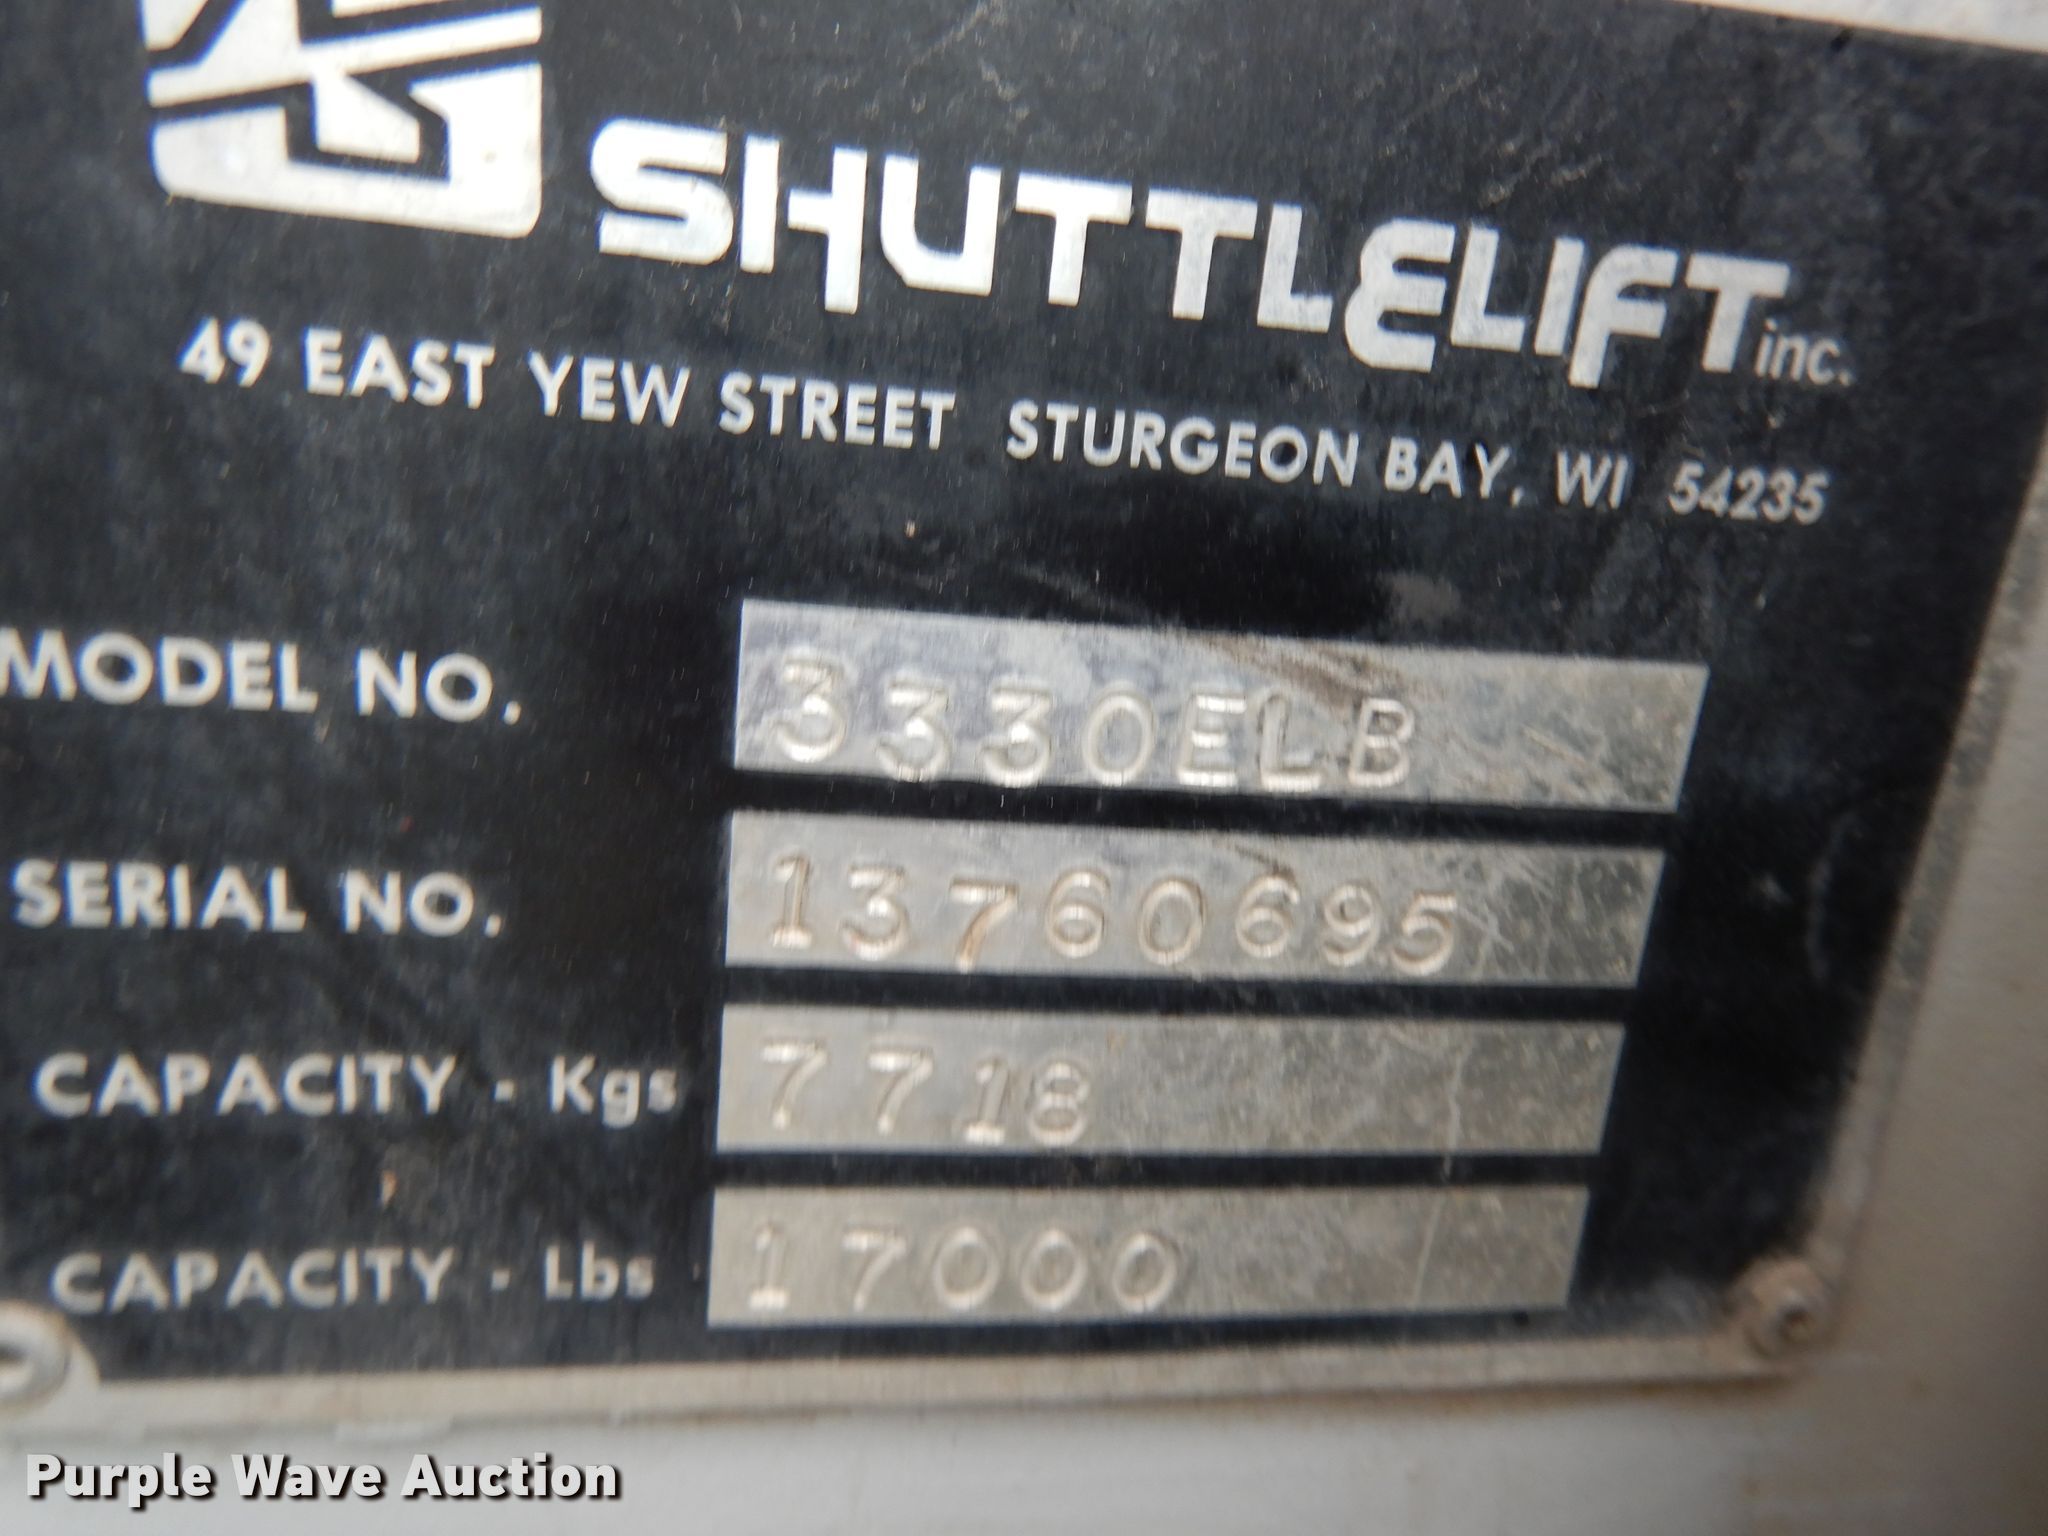 SHUTTLELIFT inc.
49 EAST YEW STREET STURGEON BAY, WI 54235
MODEL NO. 3330ELB
SERIAL NO. 13760695
CAPACITY - Kgs 7718
CAPACITY - Lbs 17000
Purple Wave Auction